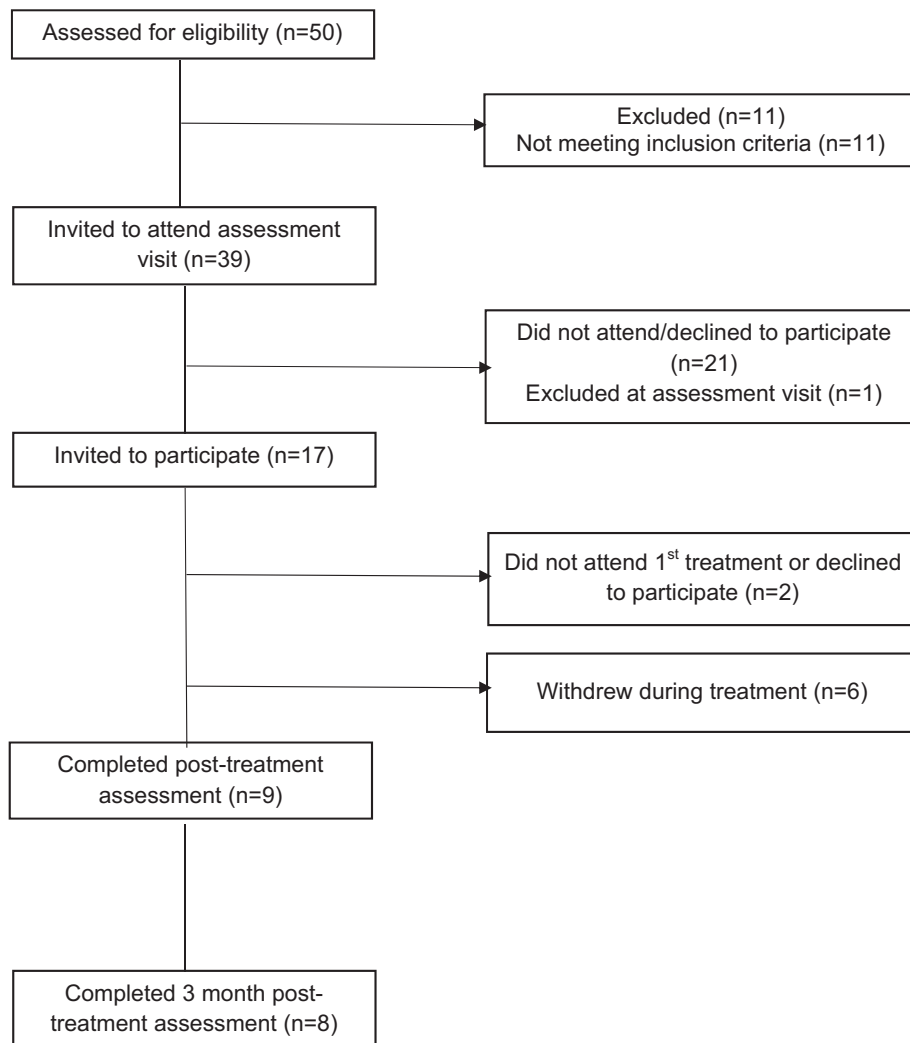 Assessed for eligibility (n=50)
Excluded (n=11)
Not meeting inclusion criteria (n=11)
Invited to attend assessment
visit (n=39)
Did not attend/declined to participate
(n=21)
Excluded at assessment visit (n=1)
Invited to participate (n=17)
Did not attend 1st treatment or declined
to participate (n=2)
Withdrew during treatment (n=6)
Completed post-treatment
assessment (n=9)
Completed 3 month post-
treatment assessment (n=8)